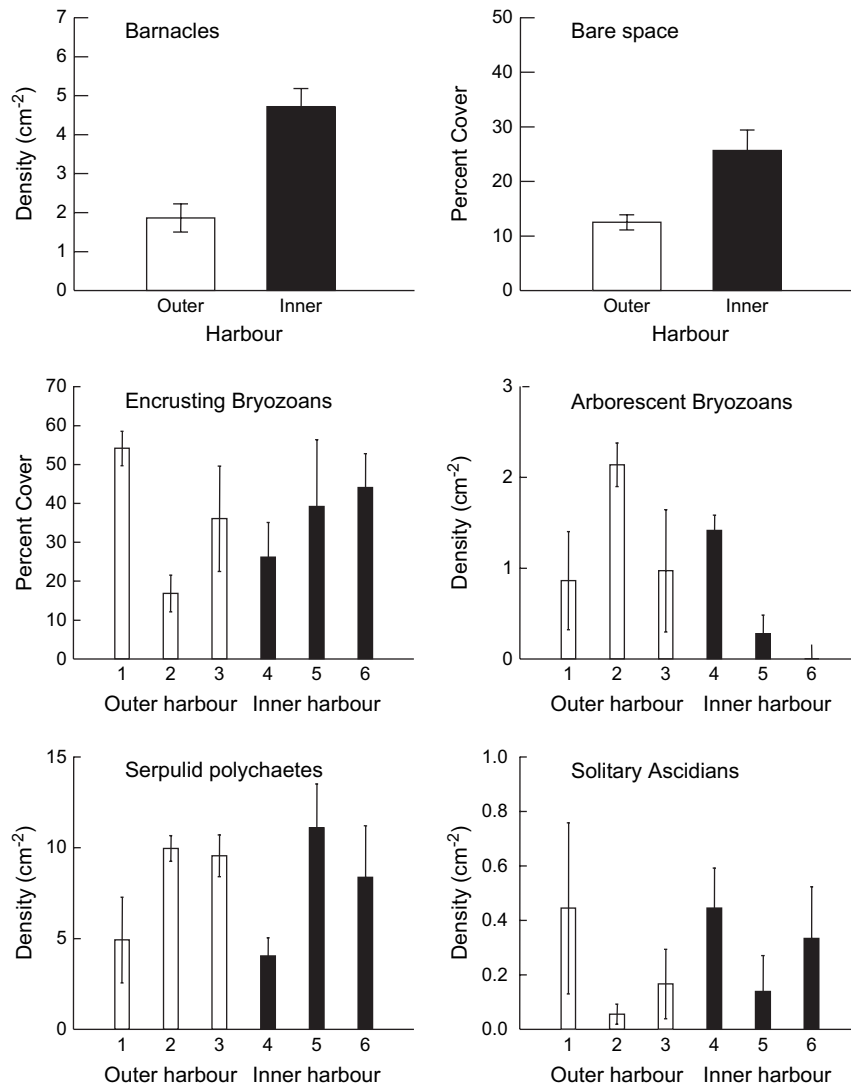 Barnacles
7
6
5
4
3
2
1
0
Density (cm-2)
Outer Inner
Harbour
Bare space
50
40
30
20
10
0
Percent Cover
Outer Inner
Harbour
Encrusting Bryozoans
70
60
50
40
30
20
10
0
Percent Cover
1 2 3 4 5 6
Outer harbour Inner harbour
Arborescent Bryozoans
3
2
1
0
Density (cm-2)
1 2 3 4 5 6
Outer harbour Inner harbour
Serpulid polychaetes
15
10
5
0
Density (cm-2)
1 2 3 4 5 6
Outer harbour Inner harbour
Solitary Ascidians
1.0
0.8
0.6
0.4
0.2
0.0
Density (cm-2)
1 2 3 4 5 6
Outer harbour Inner harbour